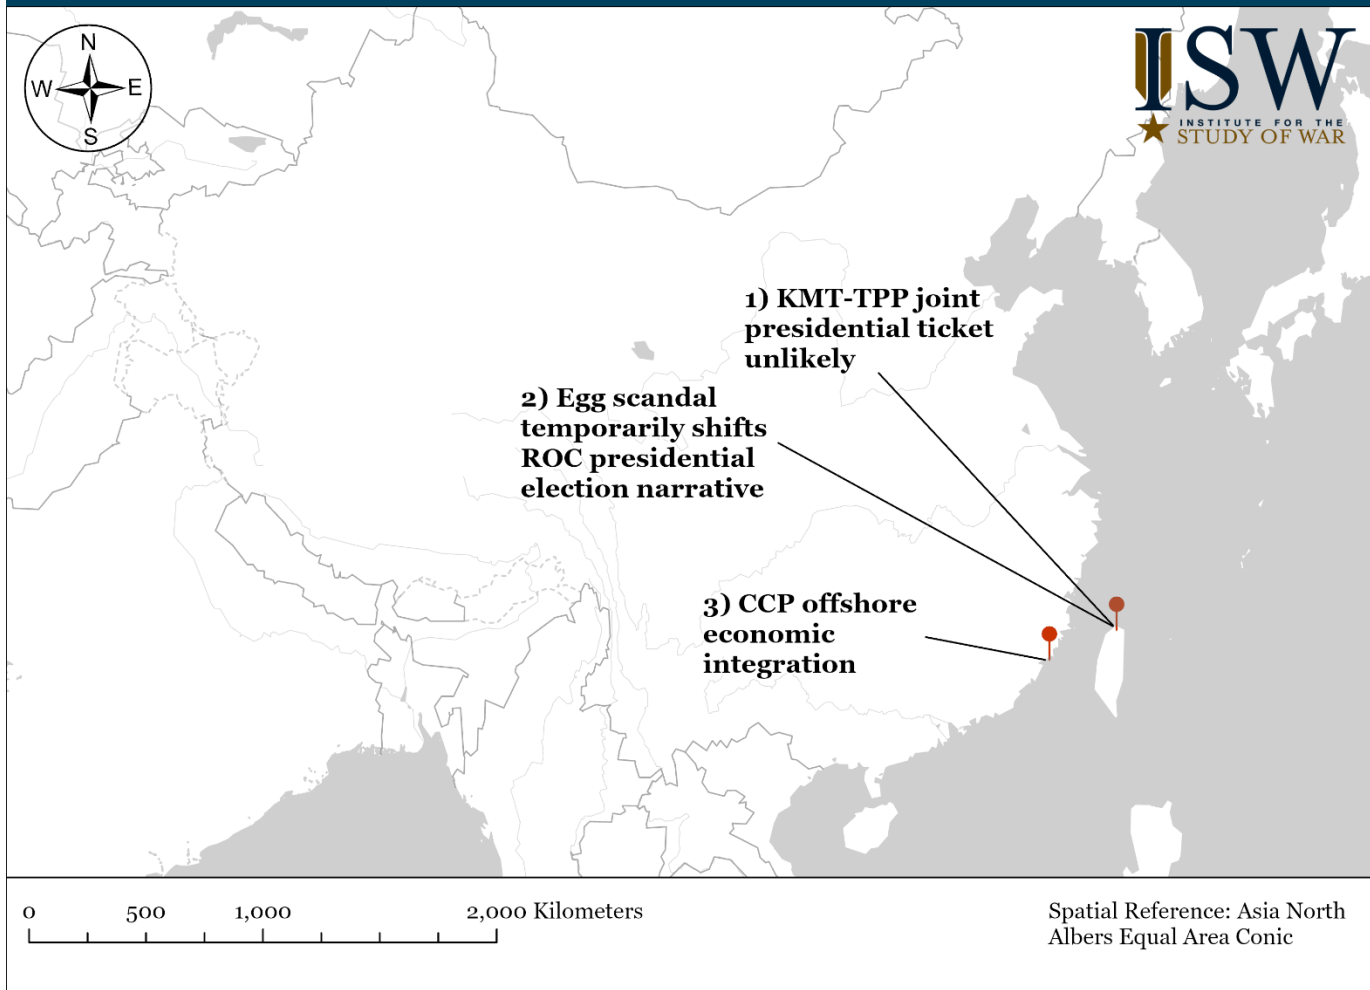 N
W E
S
ISW
INSTITUTE FOR THE
STUDY OF WAR
1) KMT-TPP joint
presidential ticket
unlikely
2) Egg scandal
temporarily shifts
ROC presidential
election narrative
3) CCP offshore
economic
integration
0 500 1,000 2,000 Kilometers
Spatial Reference: Asia North
Albers Equal Area Conic